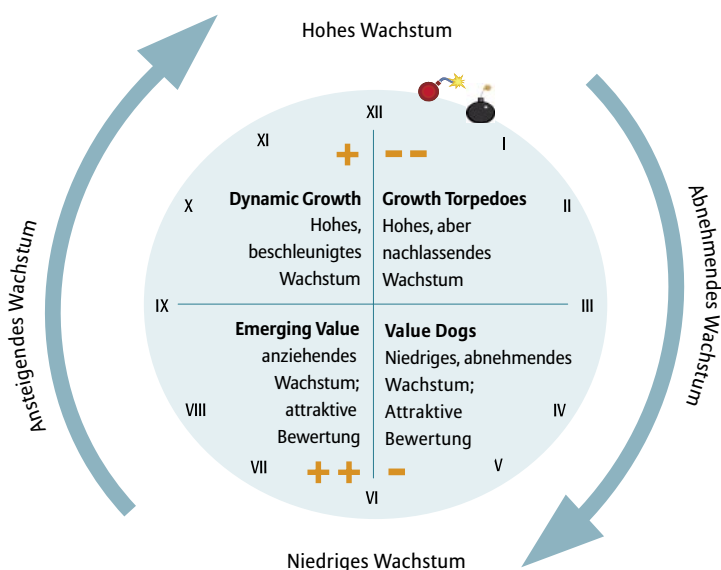 Hohes Wachstum
Ansteigendes Wachstum
Abnehmendes Wachstum
XII
XI
I
+
--
X
II
Dynamic Growth
Hohes,
beschleunigtes
Wachstum
Growth Torpedoes
Hohes, aber
nachlassendes
Wachstum
IX
III
Emerging Value
anziehendes
Wachstum;
attraktive
Bewertung
Value Dogs
Niedriges, abnehmendes
Wachstum;
Attraktive
Bewertung
VIII
IV
VII
V
++
-
VI
Niedriges Wachstum